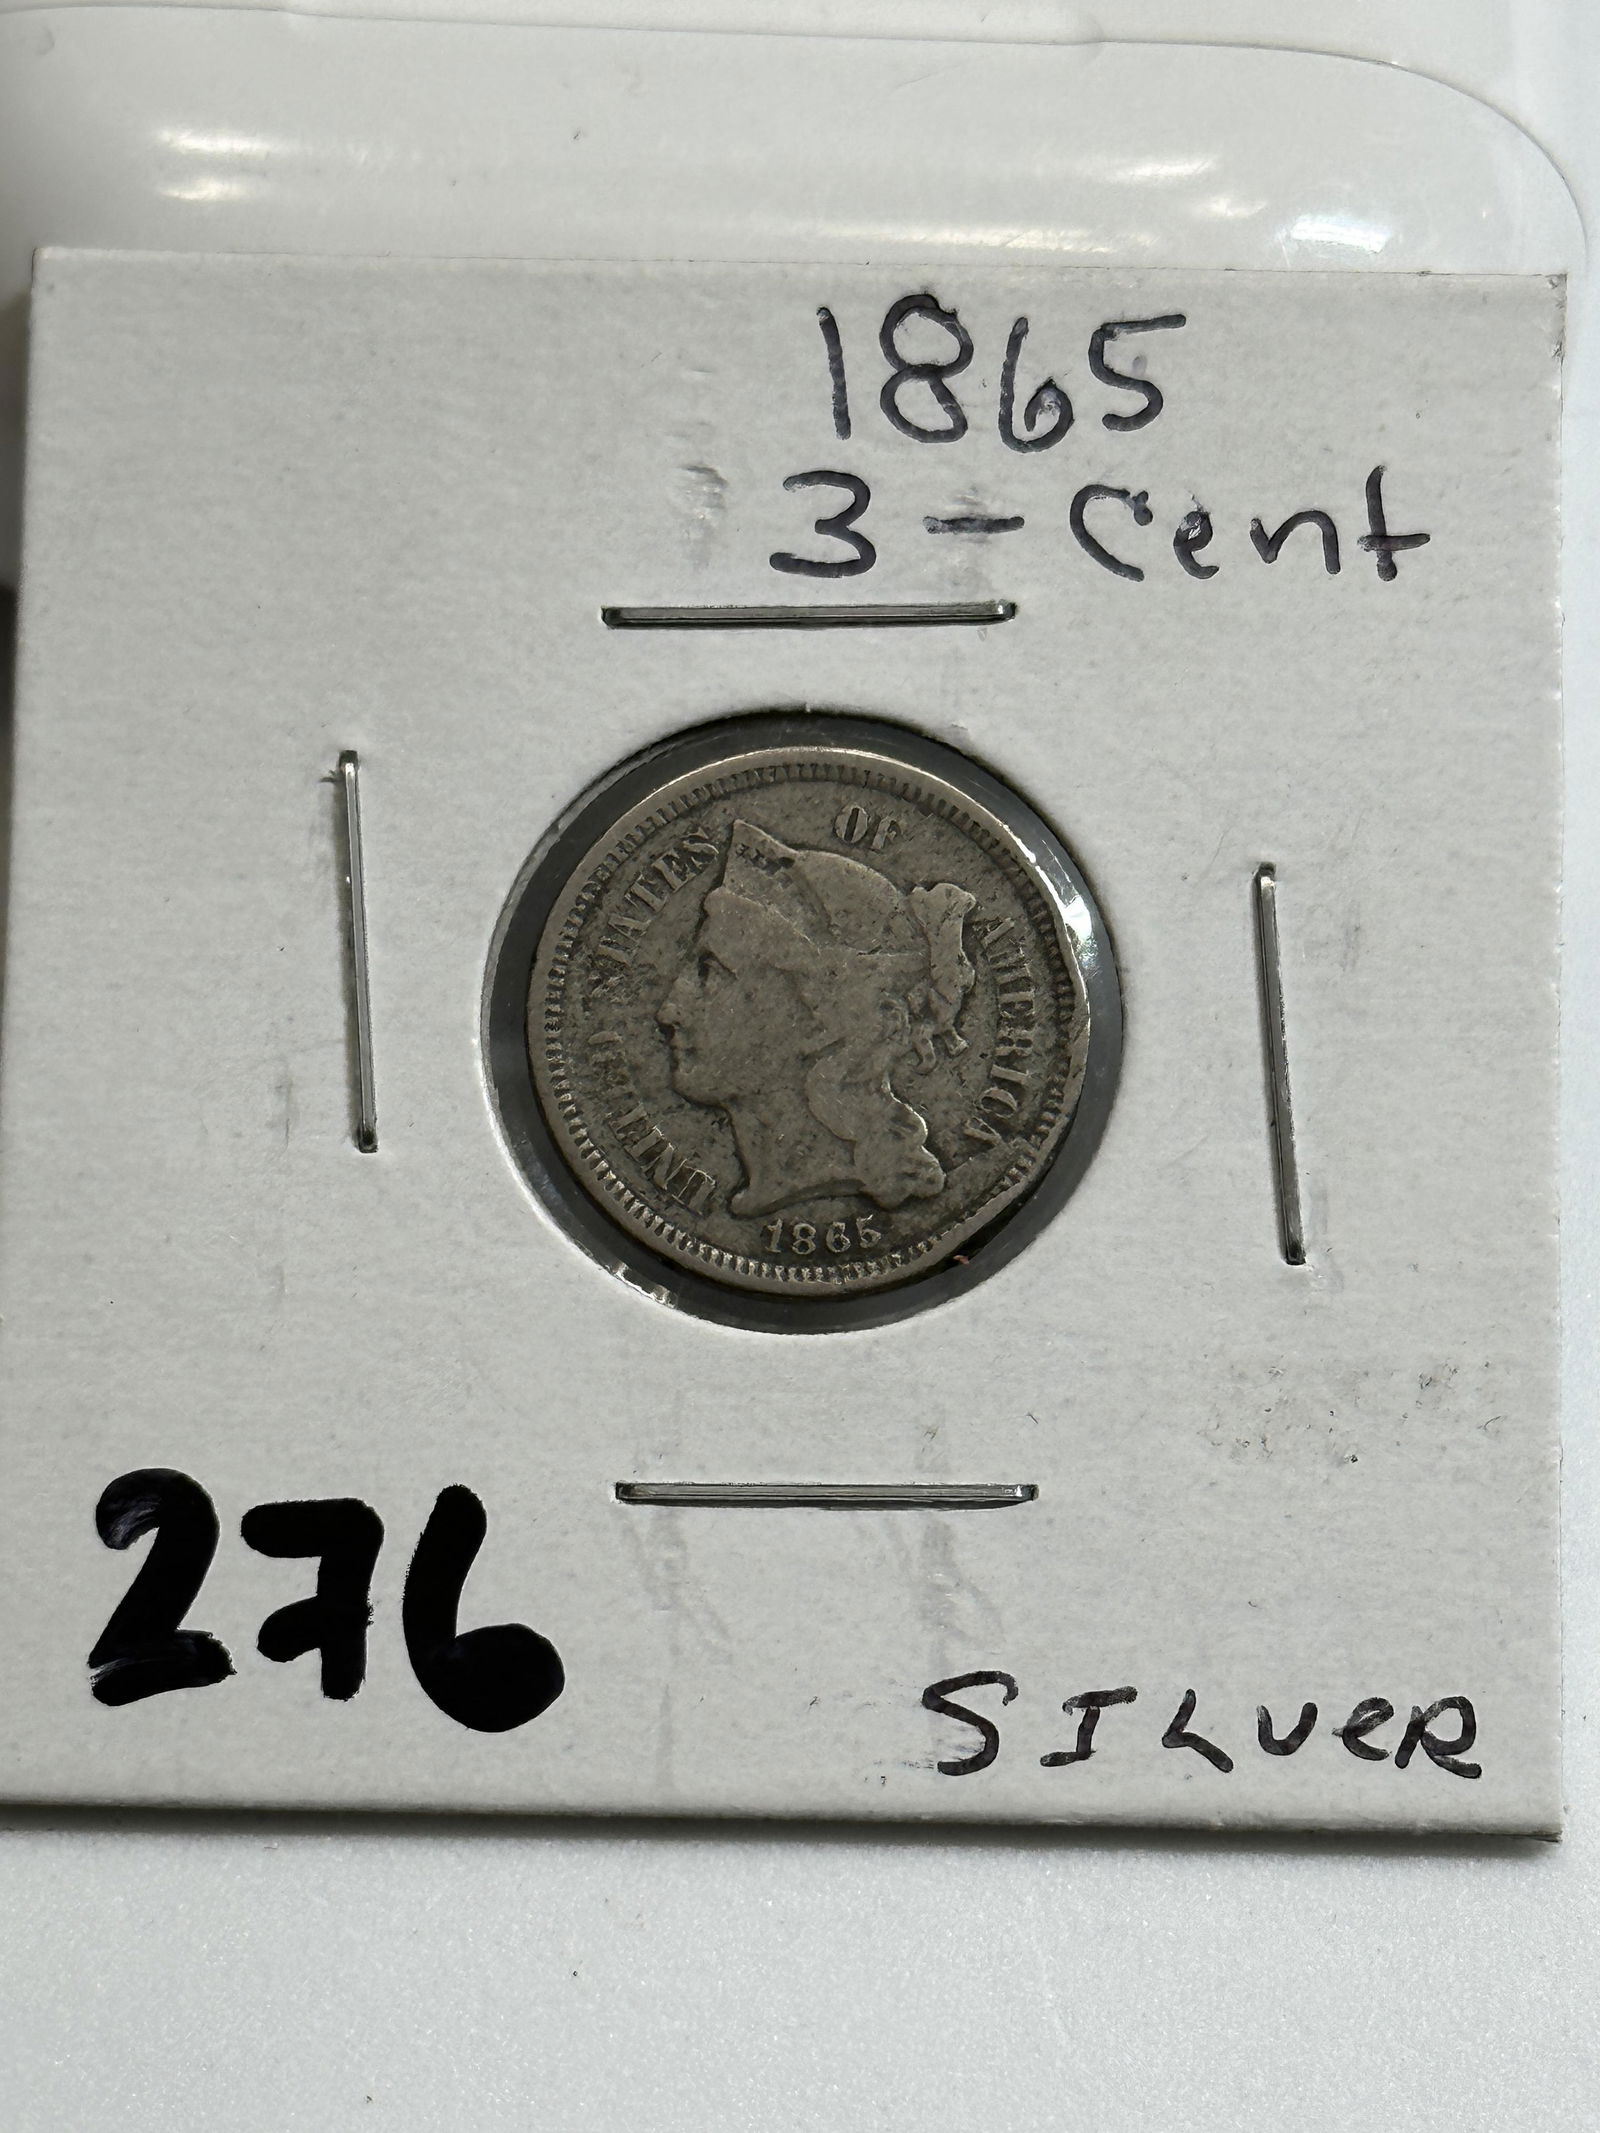 1865
3-Cent
UNITED STATES OF AMERICA
1865
276
SILVER